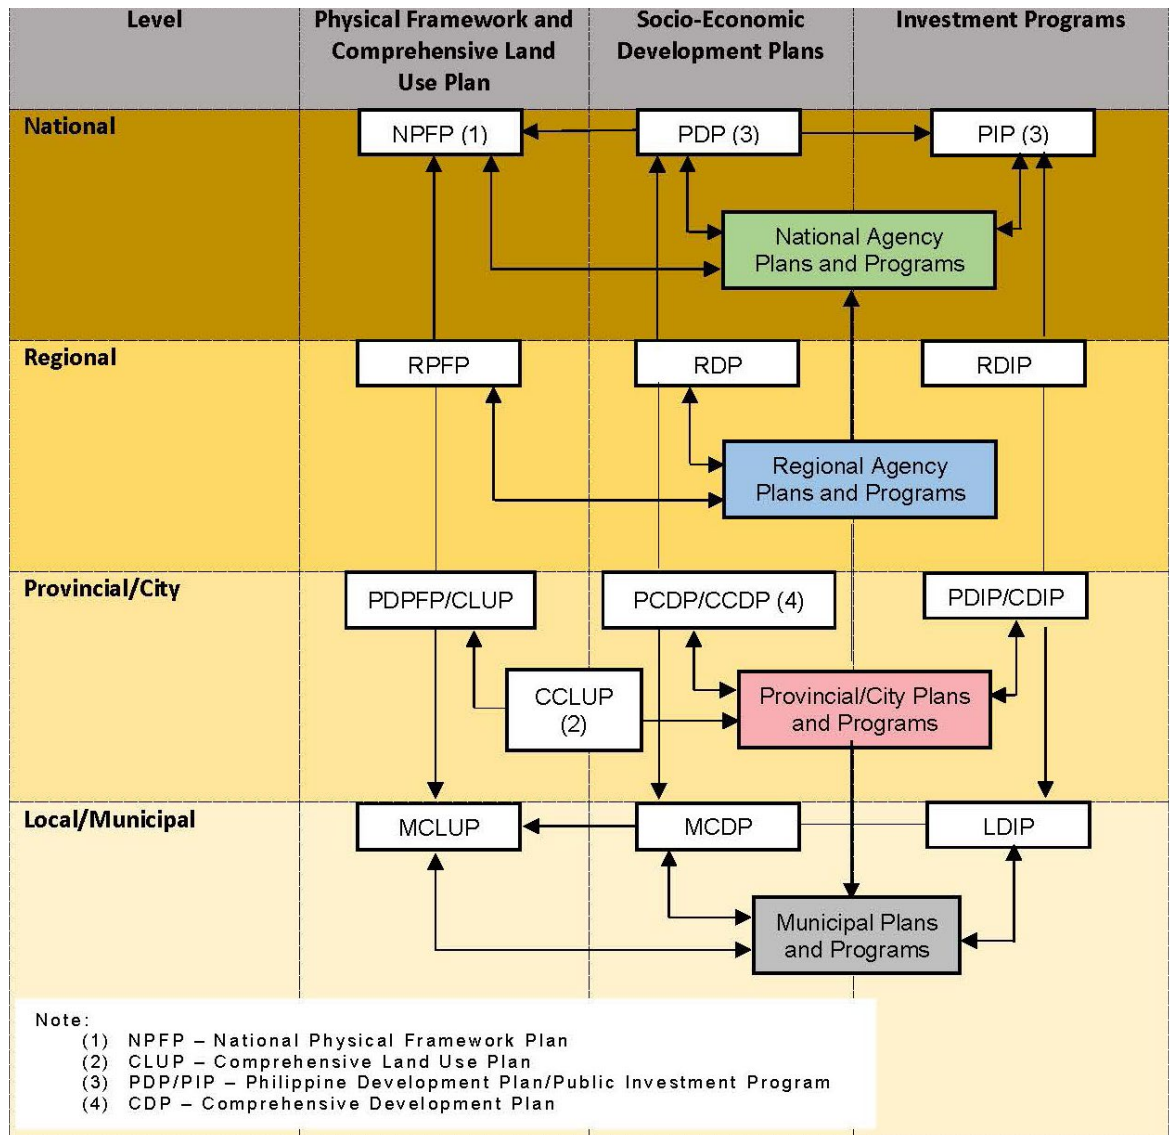 Level
Physical Framework and
Comprehensive Land
Use Plan
Socio-Economic
Development Plans
Investment Programs
National
NPFP (1)
PDP (3)
PIP (3)
National Agency
Plans and Programs
Regional
RPFP
RDP
RDIP
Regional Agency
Plans and Programs
Provincial/City
PDPFP/CLUP
PCDP/CCDP (4)
PDIP/CDIP
CCLUP
(2)
Provincial/City Plans
and Programs
Local/Municipal
MCLUP
MCDP
LDIP
Municipal Plans
and Programs
Note:
(1) NPFP – National Physical Framework Plan
(2) CLUP – Comprehensive Land Use Plan
(3) PDP/PIP – Philippine Development Plan/Public Investment Program
(4) CDP – Comprehensive Development Plan